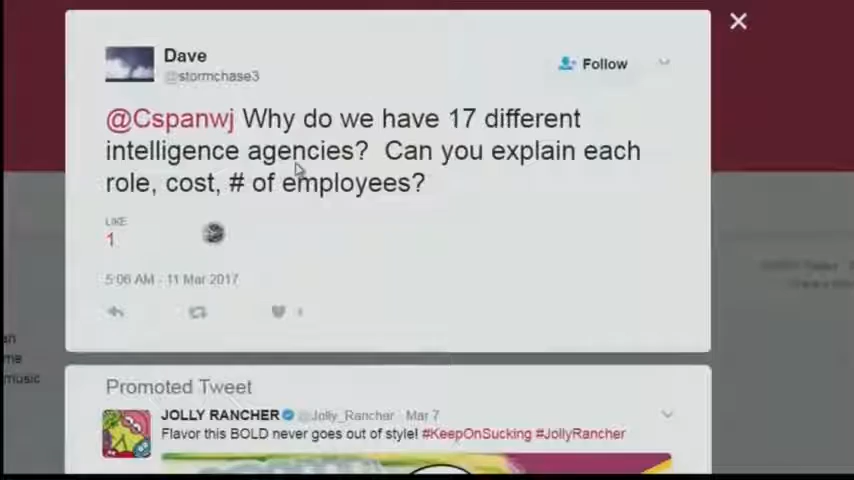 Dave
@stormchase3
Follow
@Cspanwj Why do we have 17 different
intelligence agencies? Can you explain each
role, cost, # of employees?
LIKE
1
5:06 AM - 11 Mar 2017
Promoted Tweet
JOLLY RANCHER @Jolly_Rancher Mar 7
Flavor this BOLD never goes out of style! #KeepOnSucking #JollyRancher
me
music